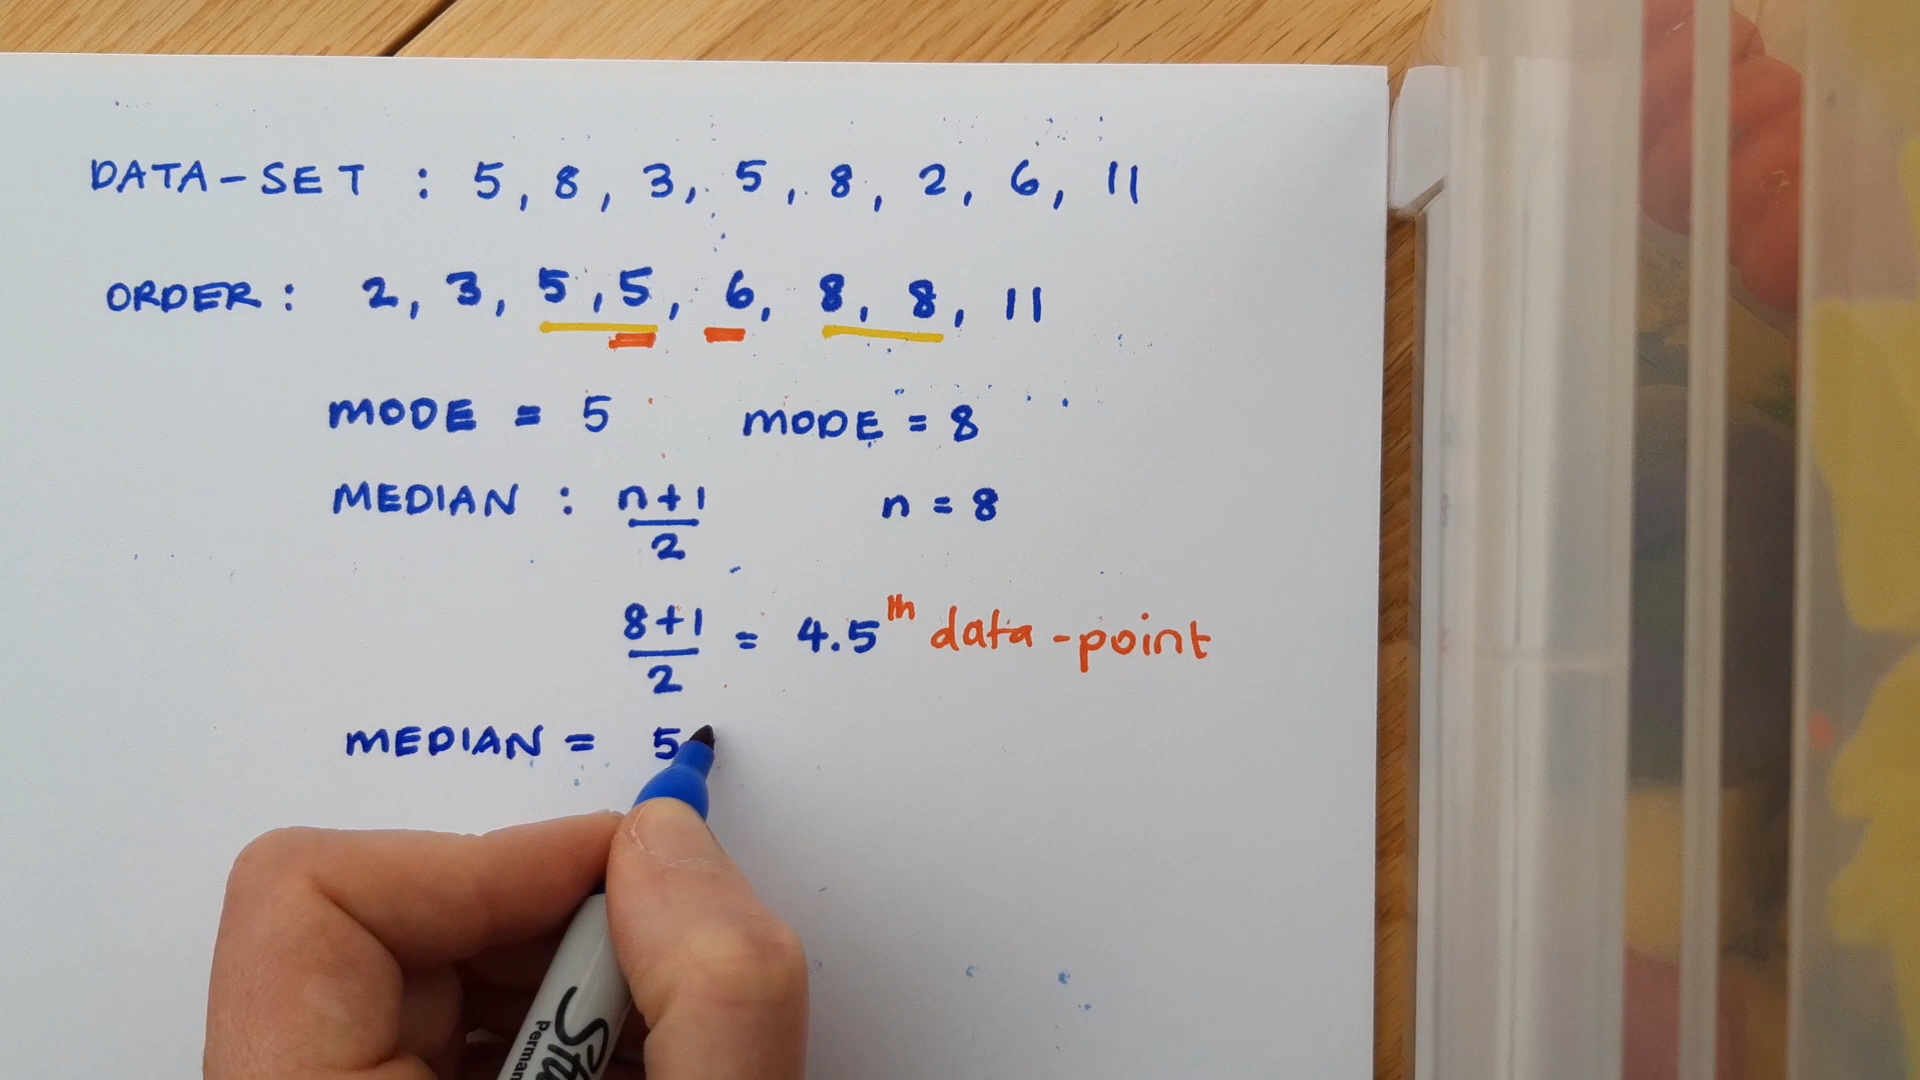 DATA-SET : 5, 8, 3, 5, 8, 2, 6, 11
ORDER : 2, 3, 5, 5, 6, 8, 8, 11
MODE = 5 MODE = 8
MEDIAN : n+1 n = 8
2
8+1 = 4.5th data-point
2
MEDIAN = 5